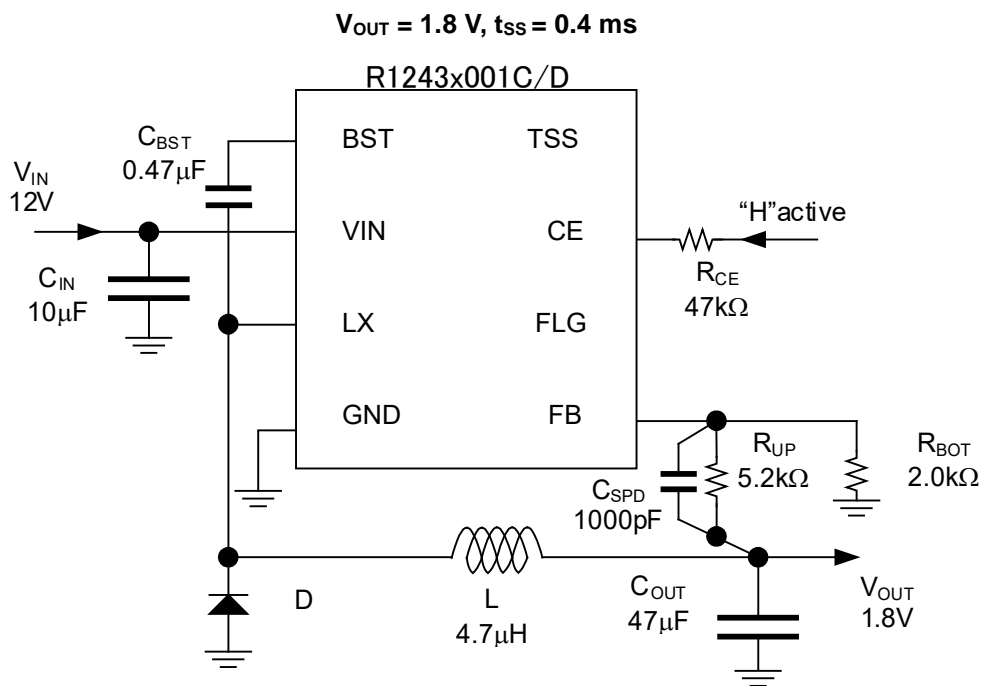 VOUT = 1.8 V, tSS = 0.4 ms
R1243x001C/D
CBST
0.47μF
BST
TSS
VIN
12V
VIN
CE
"H"active
CIN
10μF
RCE
47kΩ
LX
FLG
GND
FB
RUP
5.2kΩ
RBOT
2.0kΩ
CSPD
1000pF
D
L
4.7μH
COUT
47μF
VOUT
1.8V